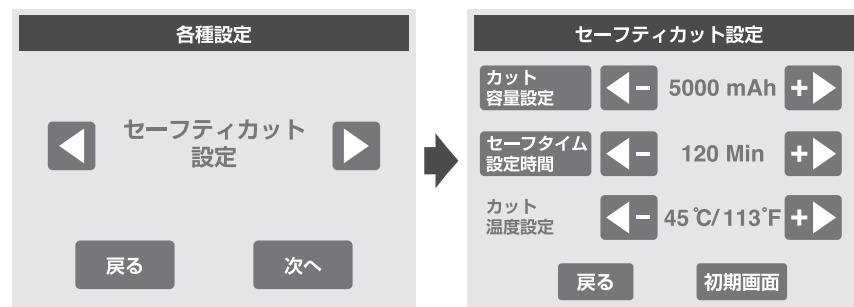 各種設定
セーフティカット
設定
戻る
次へ
セーフティカット設定
カット
容量設定
5000 mAh
セーフタイム
設定時間
120 Min
カット
温度設定
45℃/113°F
戻る
初期画面